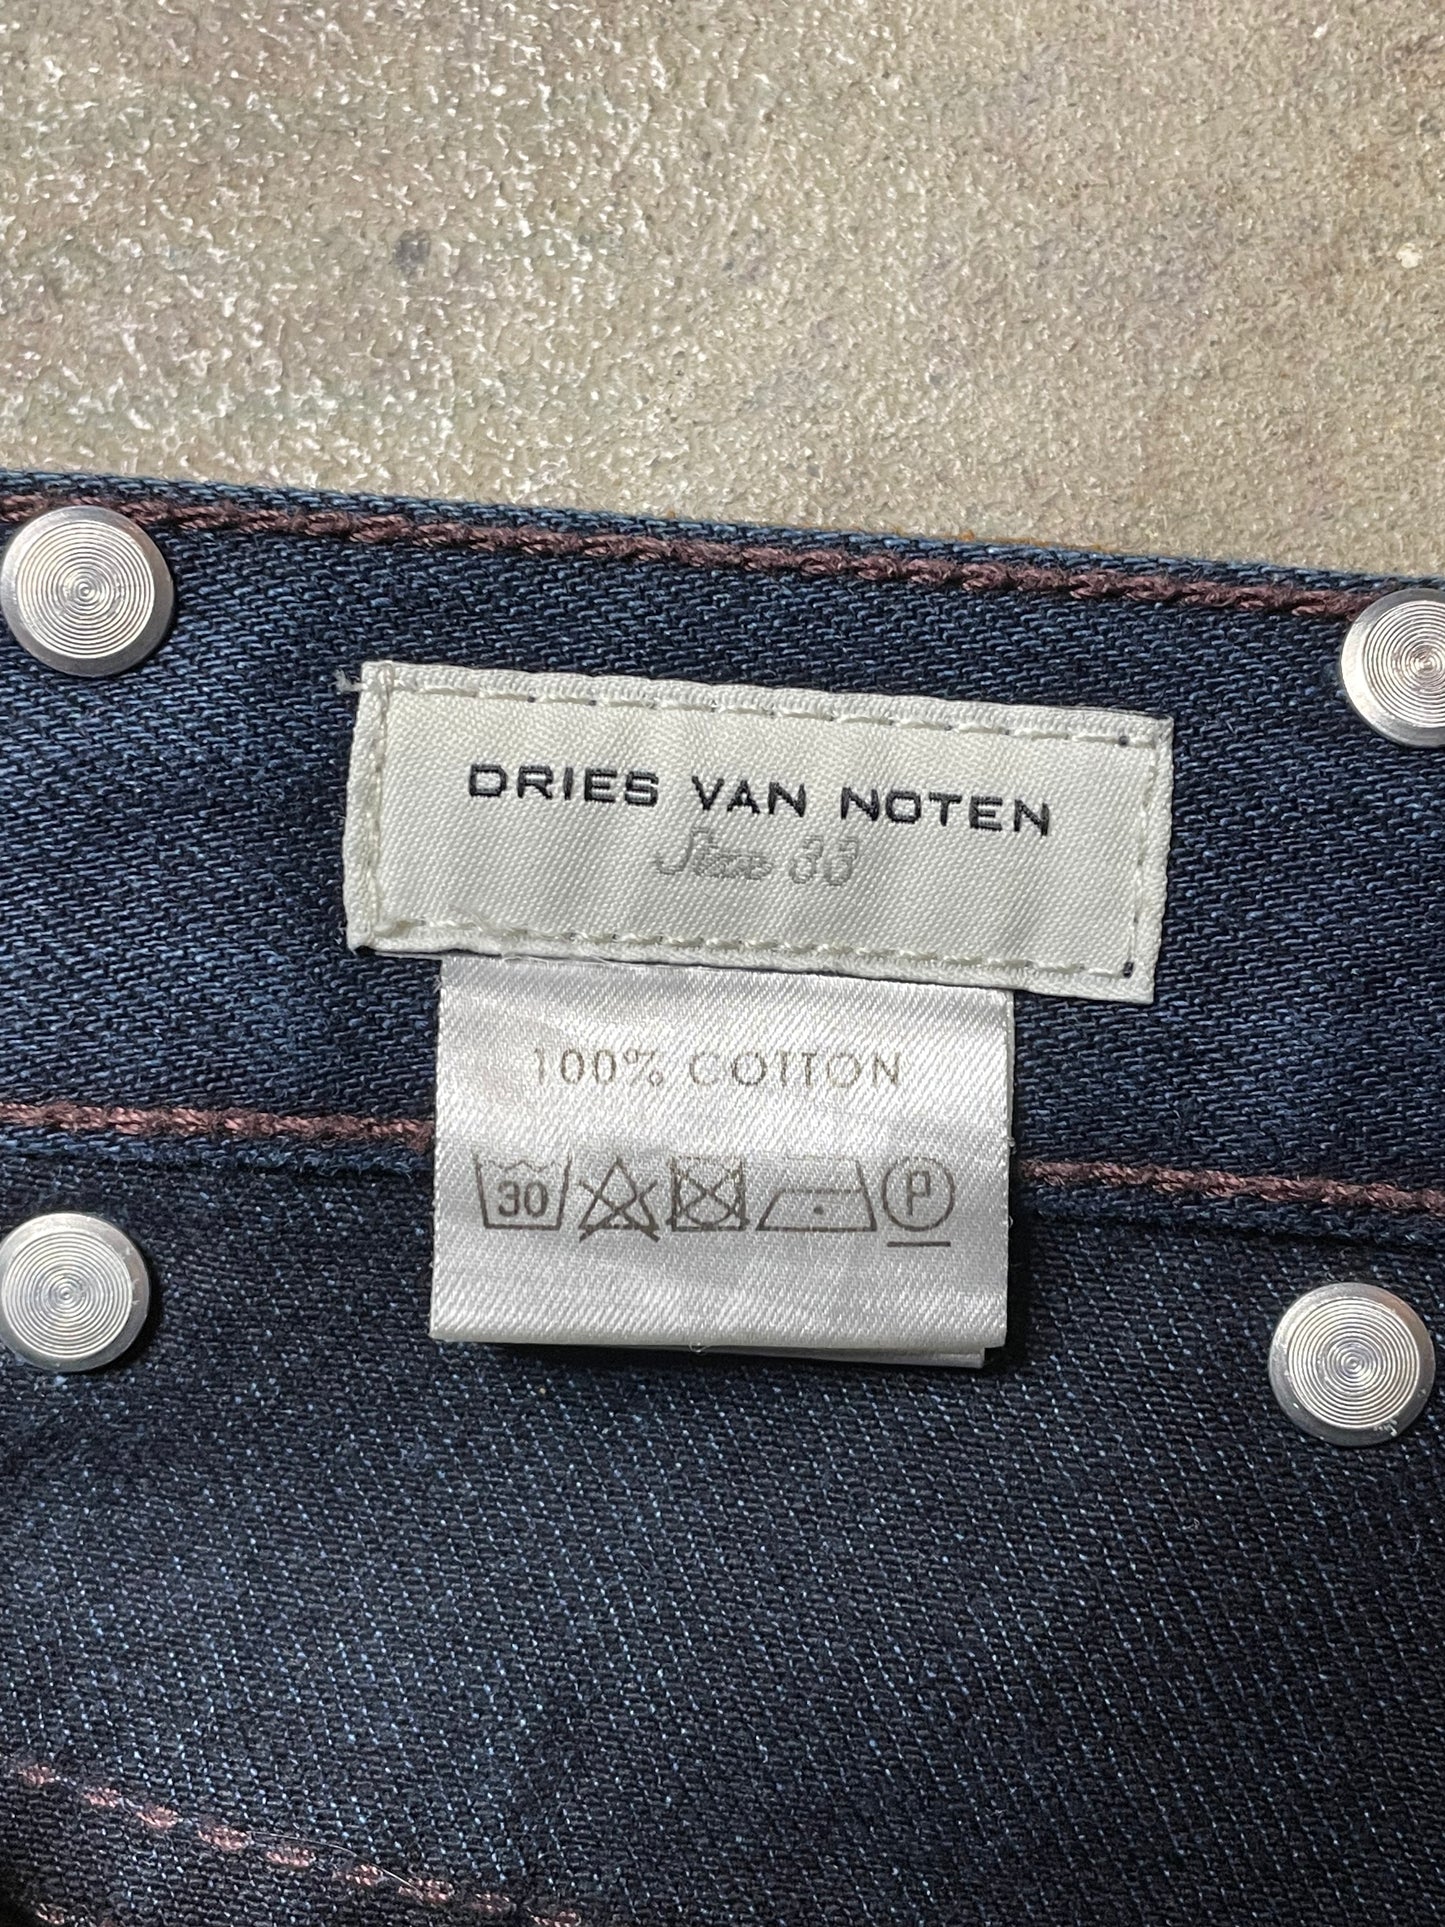 DRIES VAN NOTEN
Size 33
100% COTTON
30 P